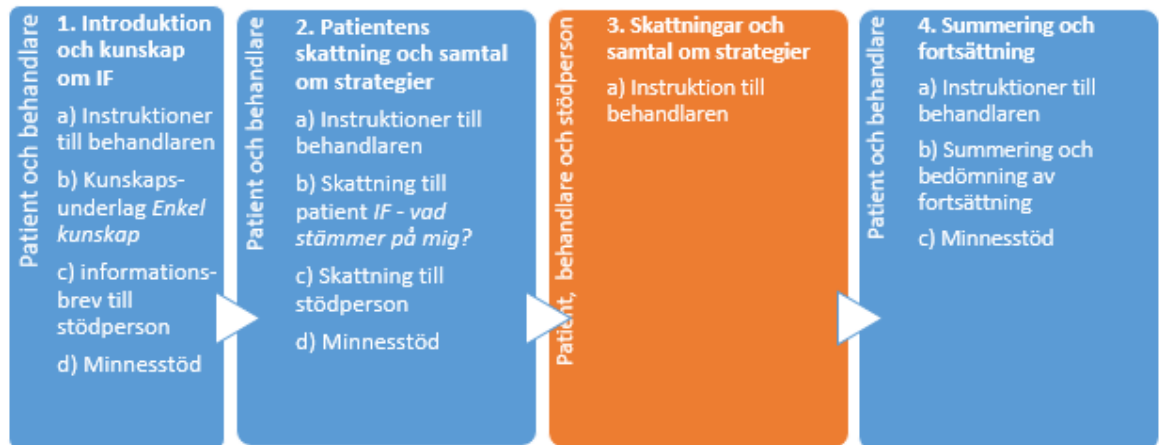 Patient och behandlare
1. Introduktion
och kunskap
om IF
a) Instruktioner
till behandlaren
b) Kunskaps-
underlag Enkel
kunskap
c) informations-
brev till
stödperson
d) Minnesstöd
Patient och behandlare
2. Patientens
skattning och samtal
om strategier
a) Instruktioner till
behandlaren
b) Skattning till
patient IF - vad
stämmer på mig?
c) Skattning till
stödperson
d) Minnesstöd
Patient, behandlare och stödperson
3. Skattningar och
samtal om strategier
a) Instruktion till
behandlaren
Patient och behandlare
4. Summering och
fortsättning
a) Instruktioner till
behandlaren
b) Summering och
bedömning av
fortsättning
c) Minnesstöd